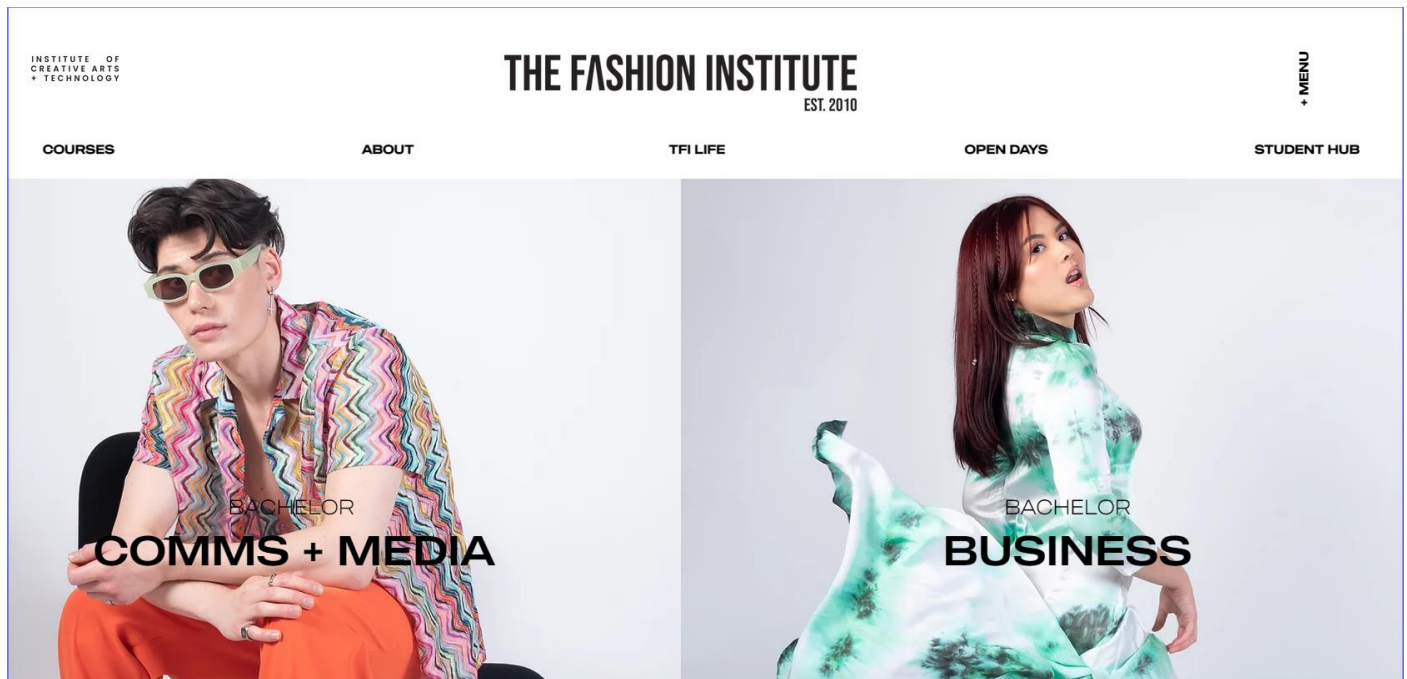 INSTITUTE OF
CREATIVE ARTS
+ TECHNOLOGY
THE FASHION INSTITUTE
EST. 2010
+ MENU
COURSES
ABOUT
TFI LIFE
OPEN DAYS
STUDENT HUB
BACHELOR
COMMS + MEDIA
BACHELOR
BUSINESS